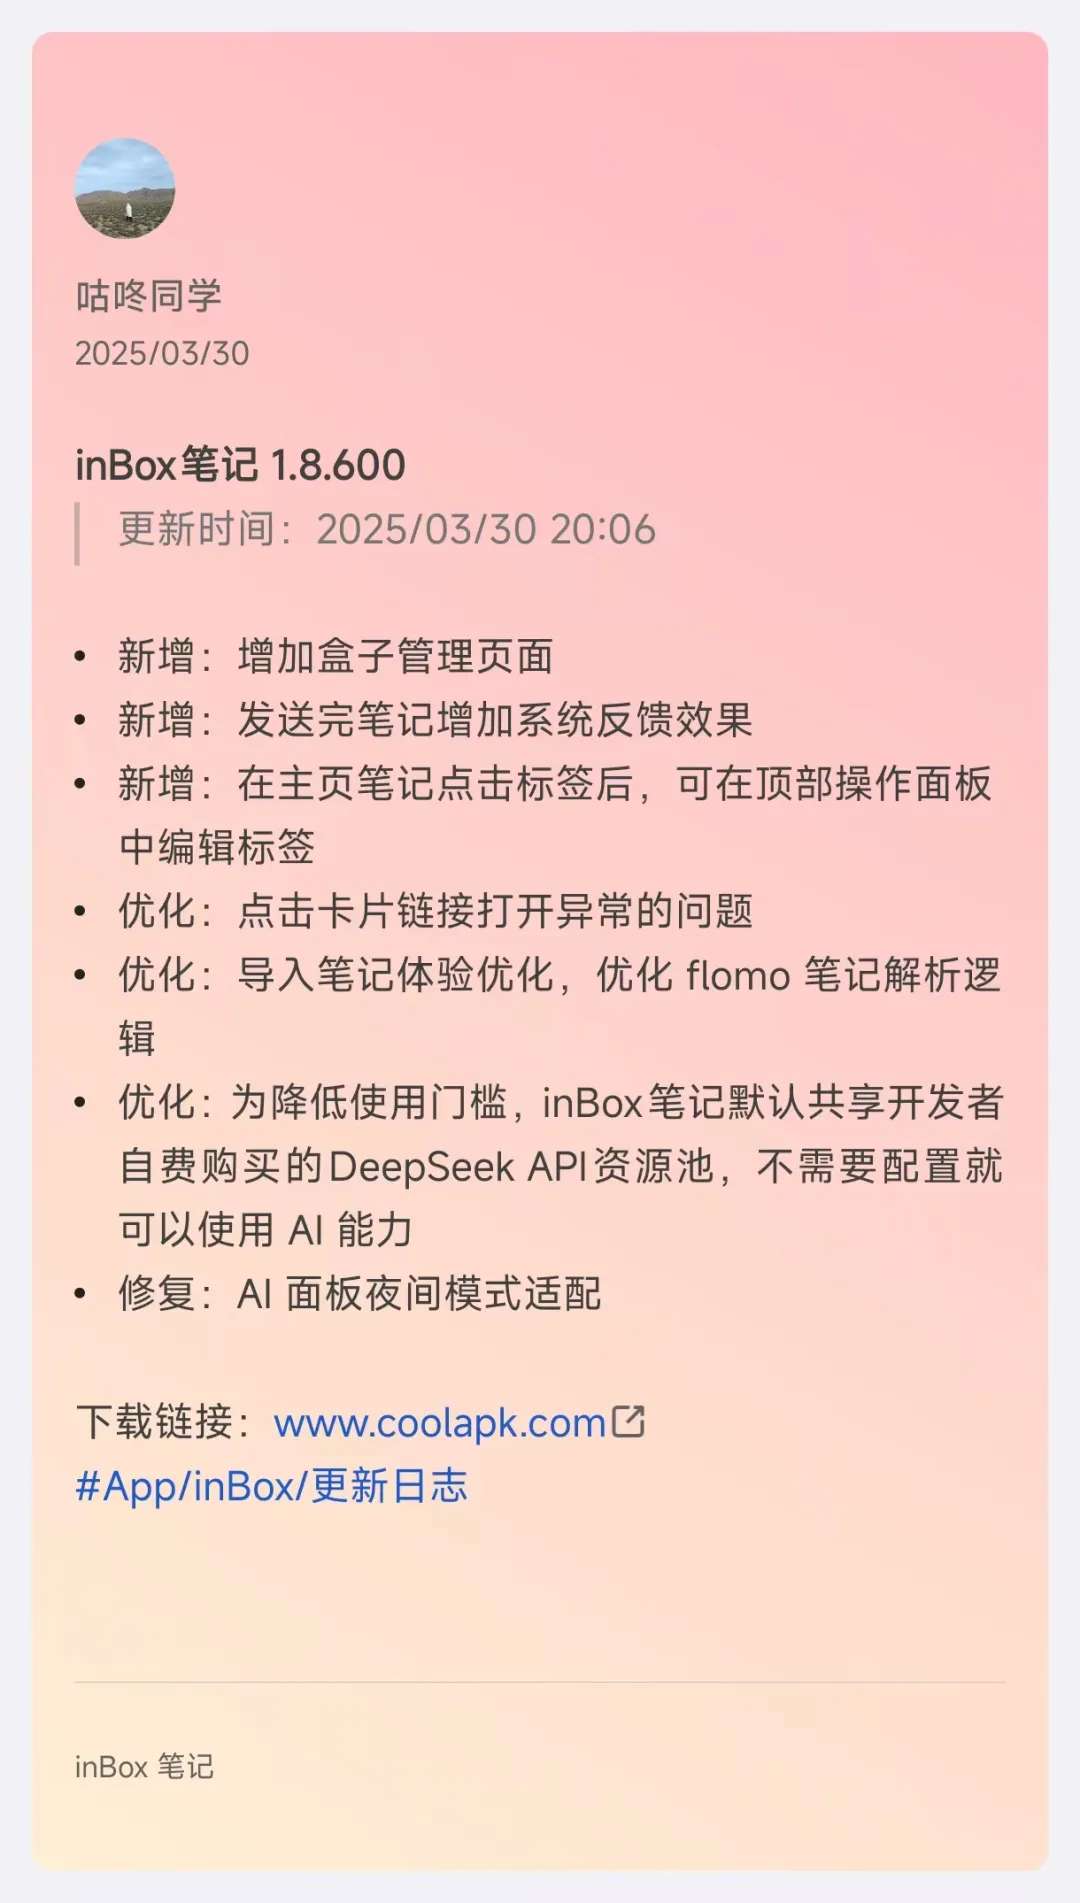 咕咚同学
2025/03/30
inBox笔记 1.8.600
更新时间：2025/03/30 20:06
• 新增：增加盒子管理页面
• 新增：发送完笔记增加系统反馈效果
• 新增：在主页笔记点击标签后，可在顶部操作面板
中编辑标签
• 优化：点击卡片链接打开异常的问题
• 优化：导入笔记体验优化，优化 flomo 笔记解析逻
辑
• 优化：为降低使用门槛，inBox笔记默认共享开发者
自费购买的DeepSeek API资源池，不需要配置就
可以使用 AI 能力
• 修复：AI 面板夜间模式适配
下载链接：www.coolapk.com
#App/inBox/更新日志
inBox 笔记